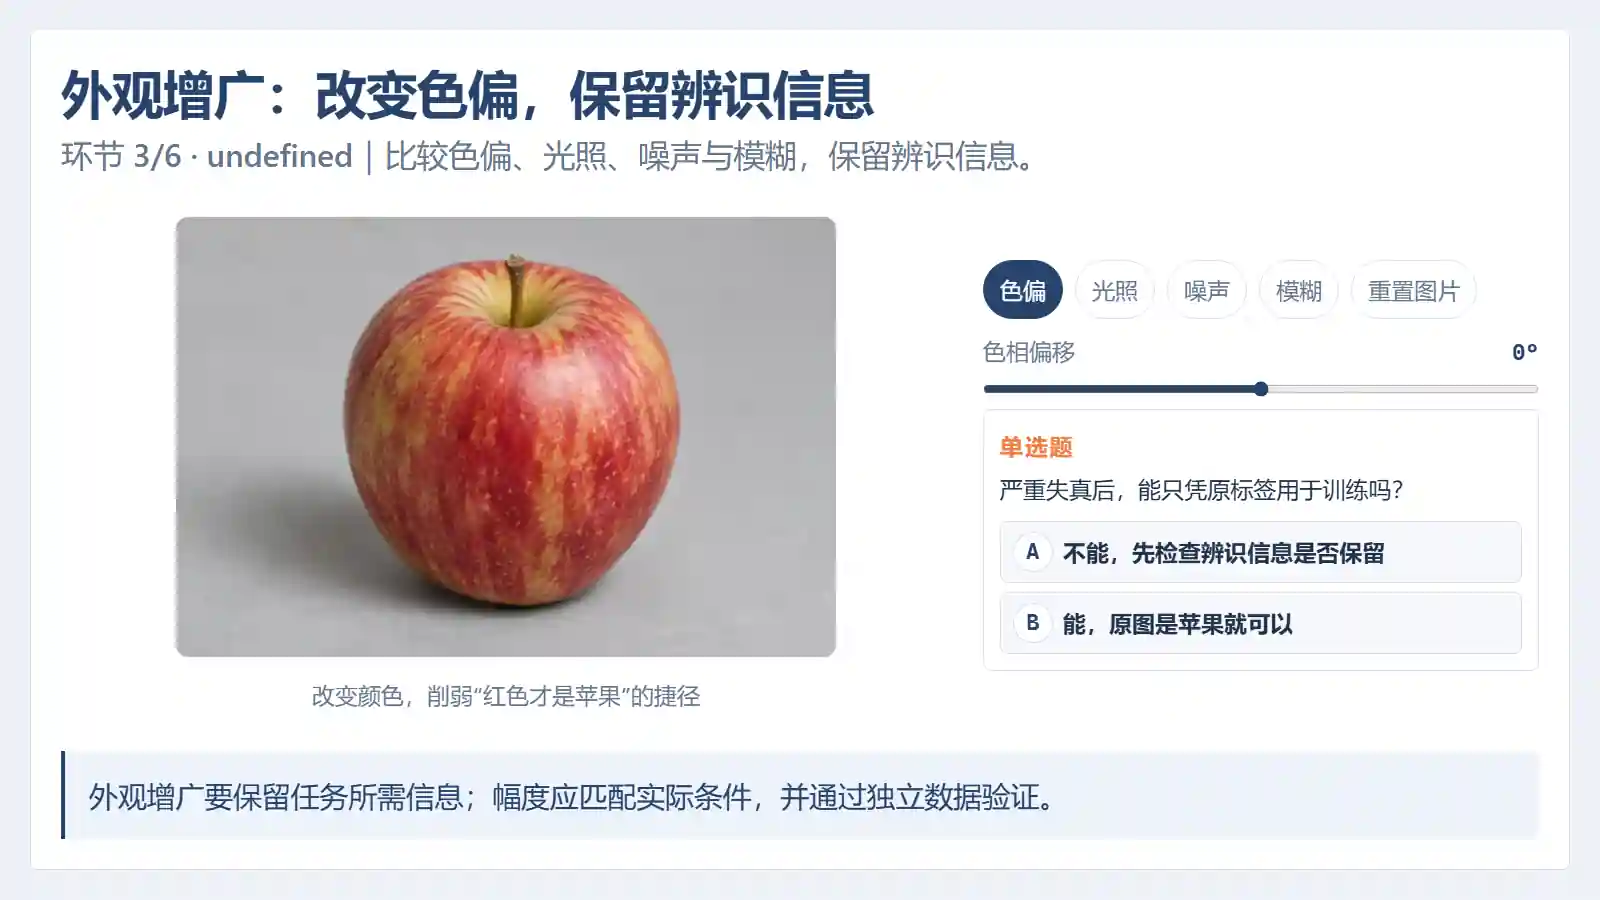 外观增广：改变色偏，保留辨识信息
环节 3/6 · undefined｜比较色偏、光照、噪声与模糊，保留辨识信息。
色偏
光照
噪声
模糊
重置图片
色相偏移
0°
单选题
严重失真后，能只凭原标签用于训练吗？
A 不能，先检查辨识信息是否保留
B 能，原图是苹果就可以
改变颜色，削弱“红色才是苹果”的捷径
外观增广要保留任务所需信息；幅度应匹配实际条件，并通过独立数据验证。